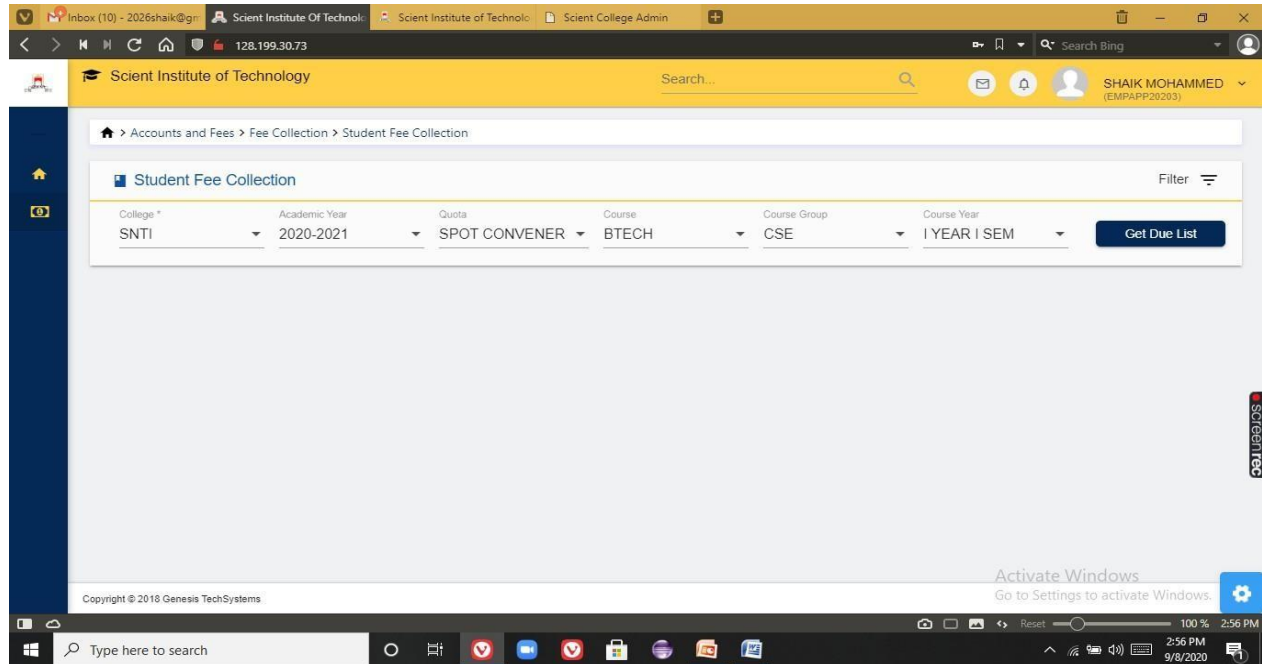 Inbox (10) - 2026shaik@gm
Scient Institute Of Technolo
Scient Institute of Technolo
Scient College Admin
128.199.30.73
Search Bing
Scient Institute of Technology
Search...
SHAIK MOHAMMED
(EMPAPP20203)
> Accounts and Fees > Fee Collection > Student Fee Collection
Student Fee Collection
Filter
College * Academic Year Quota Course Course Group Course Year
SNTI 2020-2021 SPOT CONVENER BTECH CSE I YEAR I SEM Get Due List
screenrec
Activate Windows
Go to Settings to activate Windows.
Copyright © 2018 Genesis TechSystems
Reset 100 % 2:56 PM
Type here to search
2:56 PM
9/8/2020